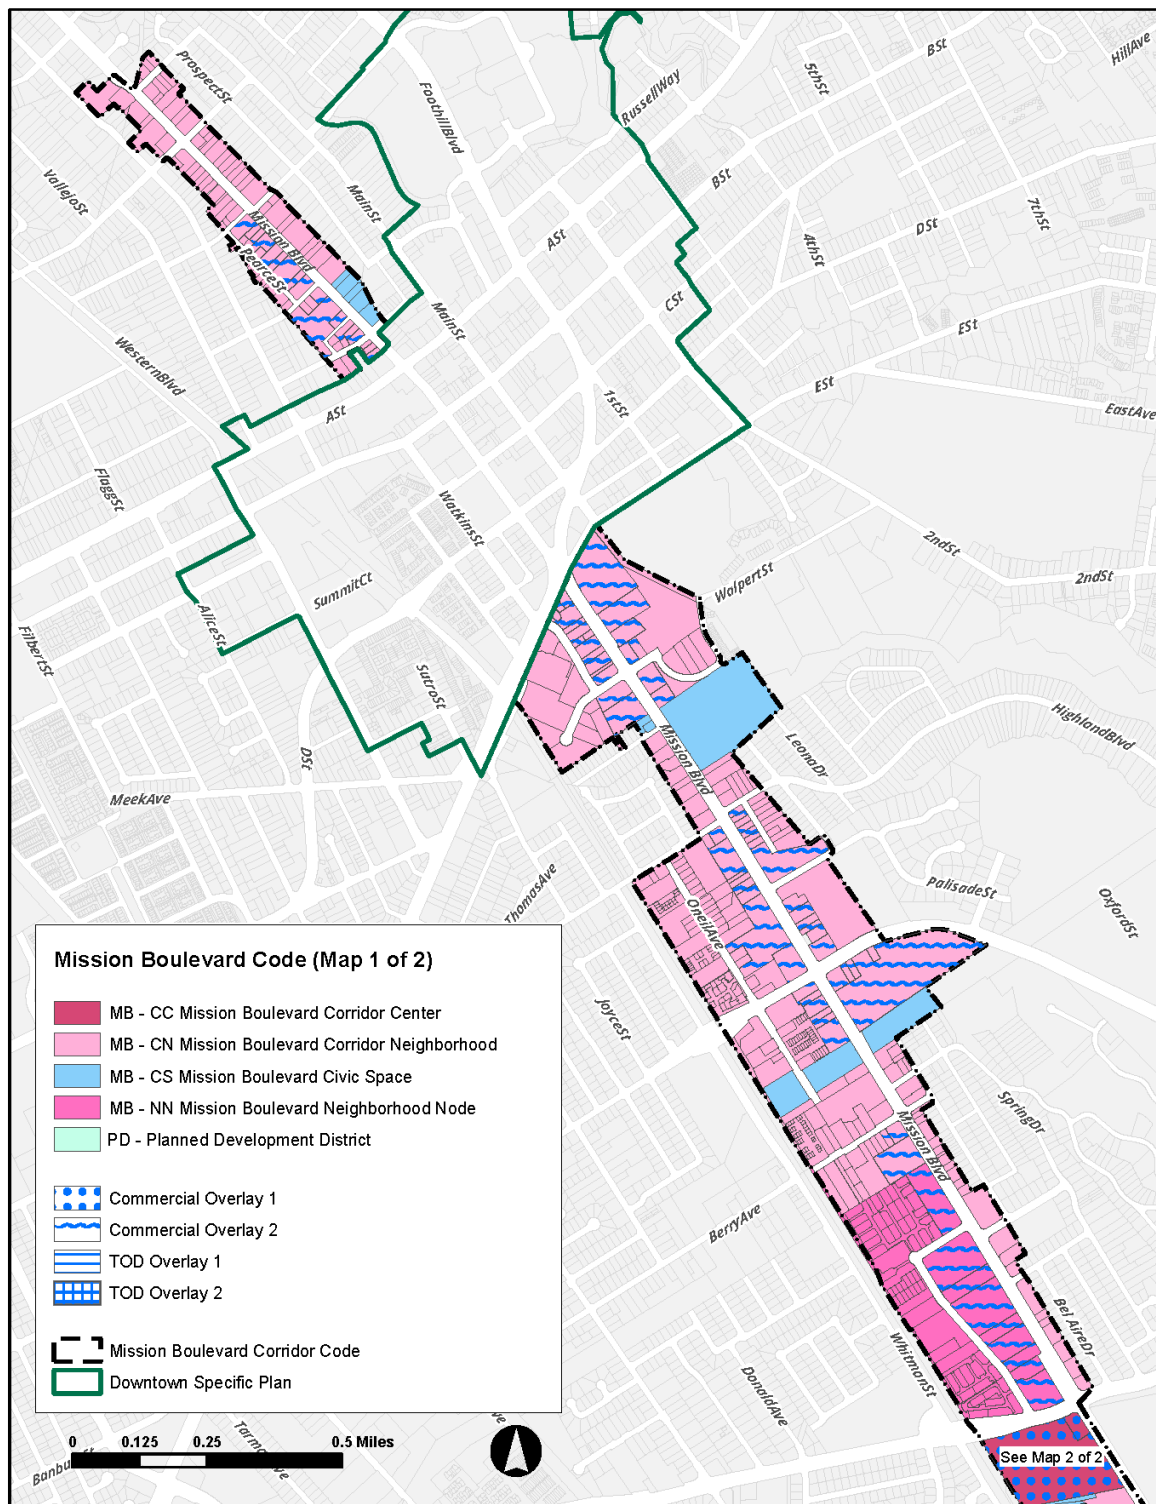 ProspectSt
FoothillBlvd
RussellWay
5thSt
BSt
HillAve
VallejoSt
MainSt
BSt
ASt
4thSt
DSt
7thSt
Mission Blvd
PearceSt
MainSt
CSt
ESt
WesternBlvd
ASt
1stSt
ESt
EastAve
FlaggSt
WatkinsSt
2ndSt
2ndSt
SummitCt
WalpertSt
AliceSt
FilbertSt
SutroSt
DSt
Mission Blvd
LeonaDr
HighlandBlvd
MeekAve
ThomasAve
OneilAve
PalisadeSt
OxfordSt
JoyceSt
SpringDr
Mission Blvd
BerryAve
Bel AireDr
WhitmanSt
DonaldAve
Mission Boulevard Code (Map 1 of 2)
MB - CC Mission Boulevard Corridor Center
MB - CN Mission Boulevard Corridor Neighborhood
MB - CS Mission Boulevard Civic Space
MB - NN Mission Boulevard Neighborhood Node
PD - Planned Development District
Commercial Overlay 1
Commercial Overlay 2
TOD Overlay 1
TOD Overlay 2
Mission Boulevard Corridor Code
Downtown Specific Plan
0 0.125 0.25 0.5 Miles
See Map 2 of 2